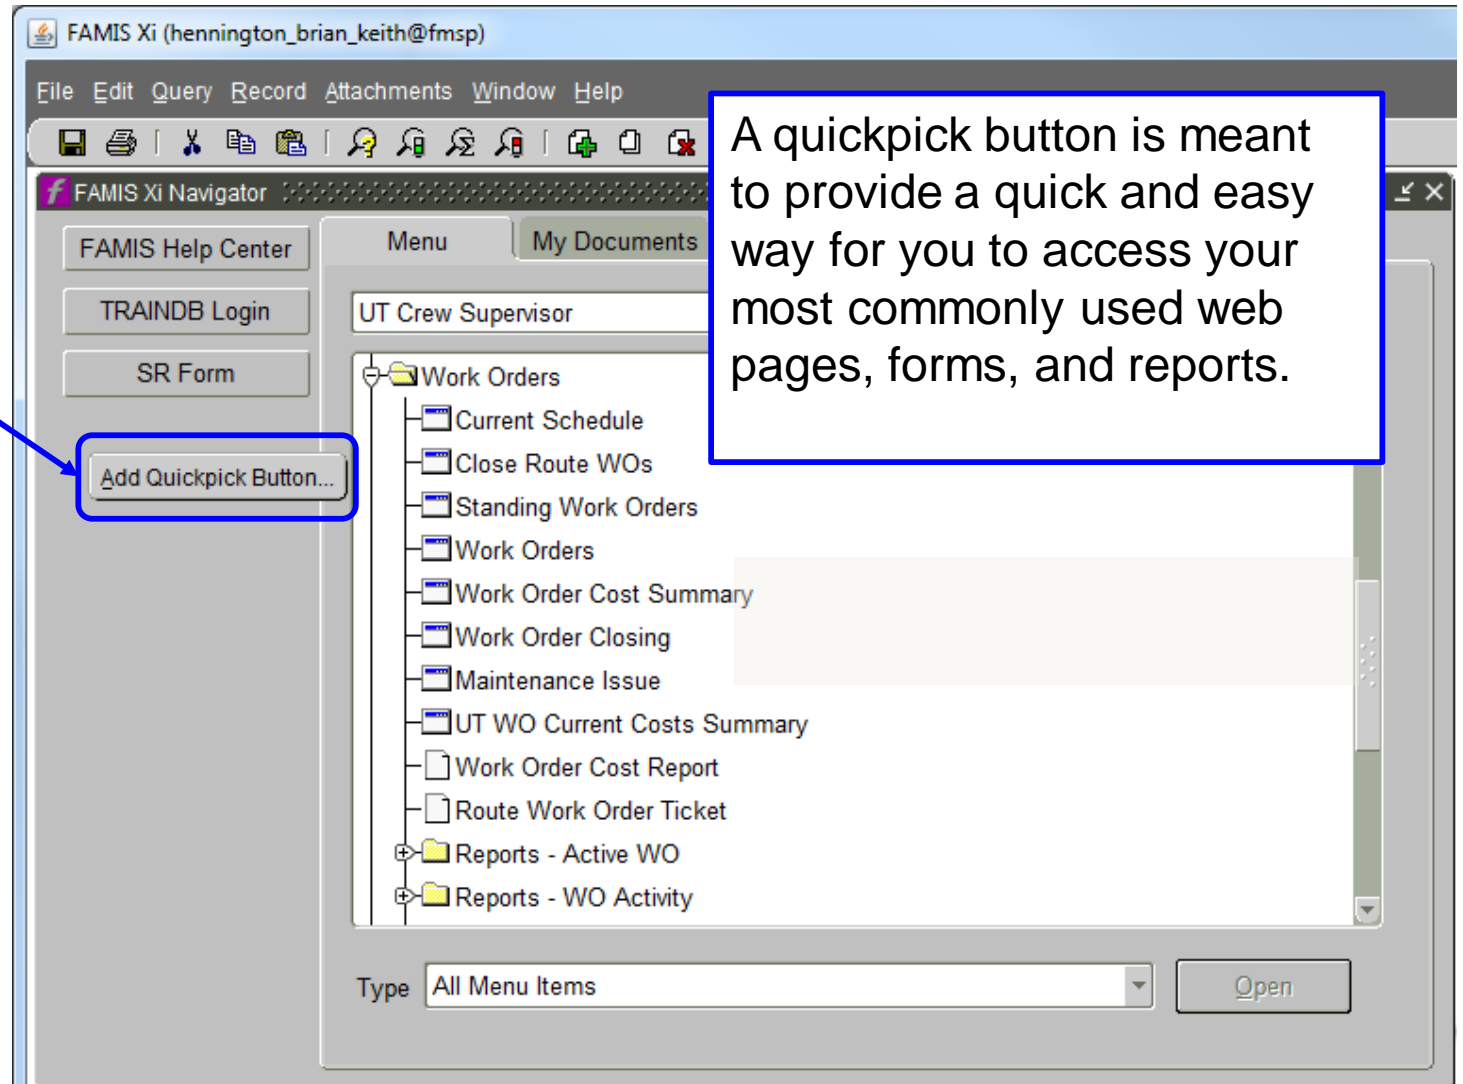 FAMIS Xi (hennington_brian_keith@fmsp)
File Edit Query Record Attachments Window Help
A quickpick button is meant
to provide a quick and easy
way for you to access your
most commonly used web
pages, forms, and reports.
FAMIS Xi Navigator
FAMIS Help Center
TRAINDB Login
SR Form
Add Quickpick Button...
Menu
My Documents
UT Crew Supervisor
Work Orders
Current Schedule
Close Route WOs
Standing Work Orders
Work Orders
Work Order Cost Summary
Work Order Closing
Maintenance Issue
UT WO Current Costs Summary
Work Order Cost Report
Route Work Order Ticket
Reports - Active WO
Reports - WO Activity
Type All Menu Items
Open